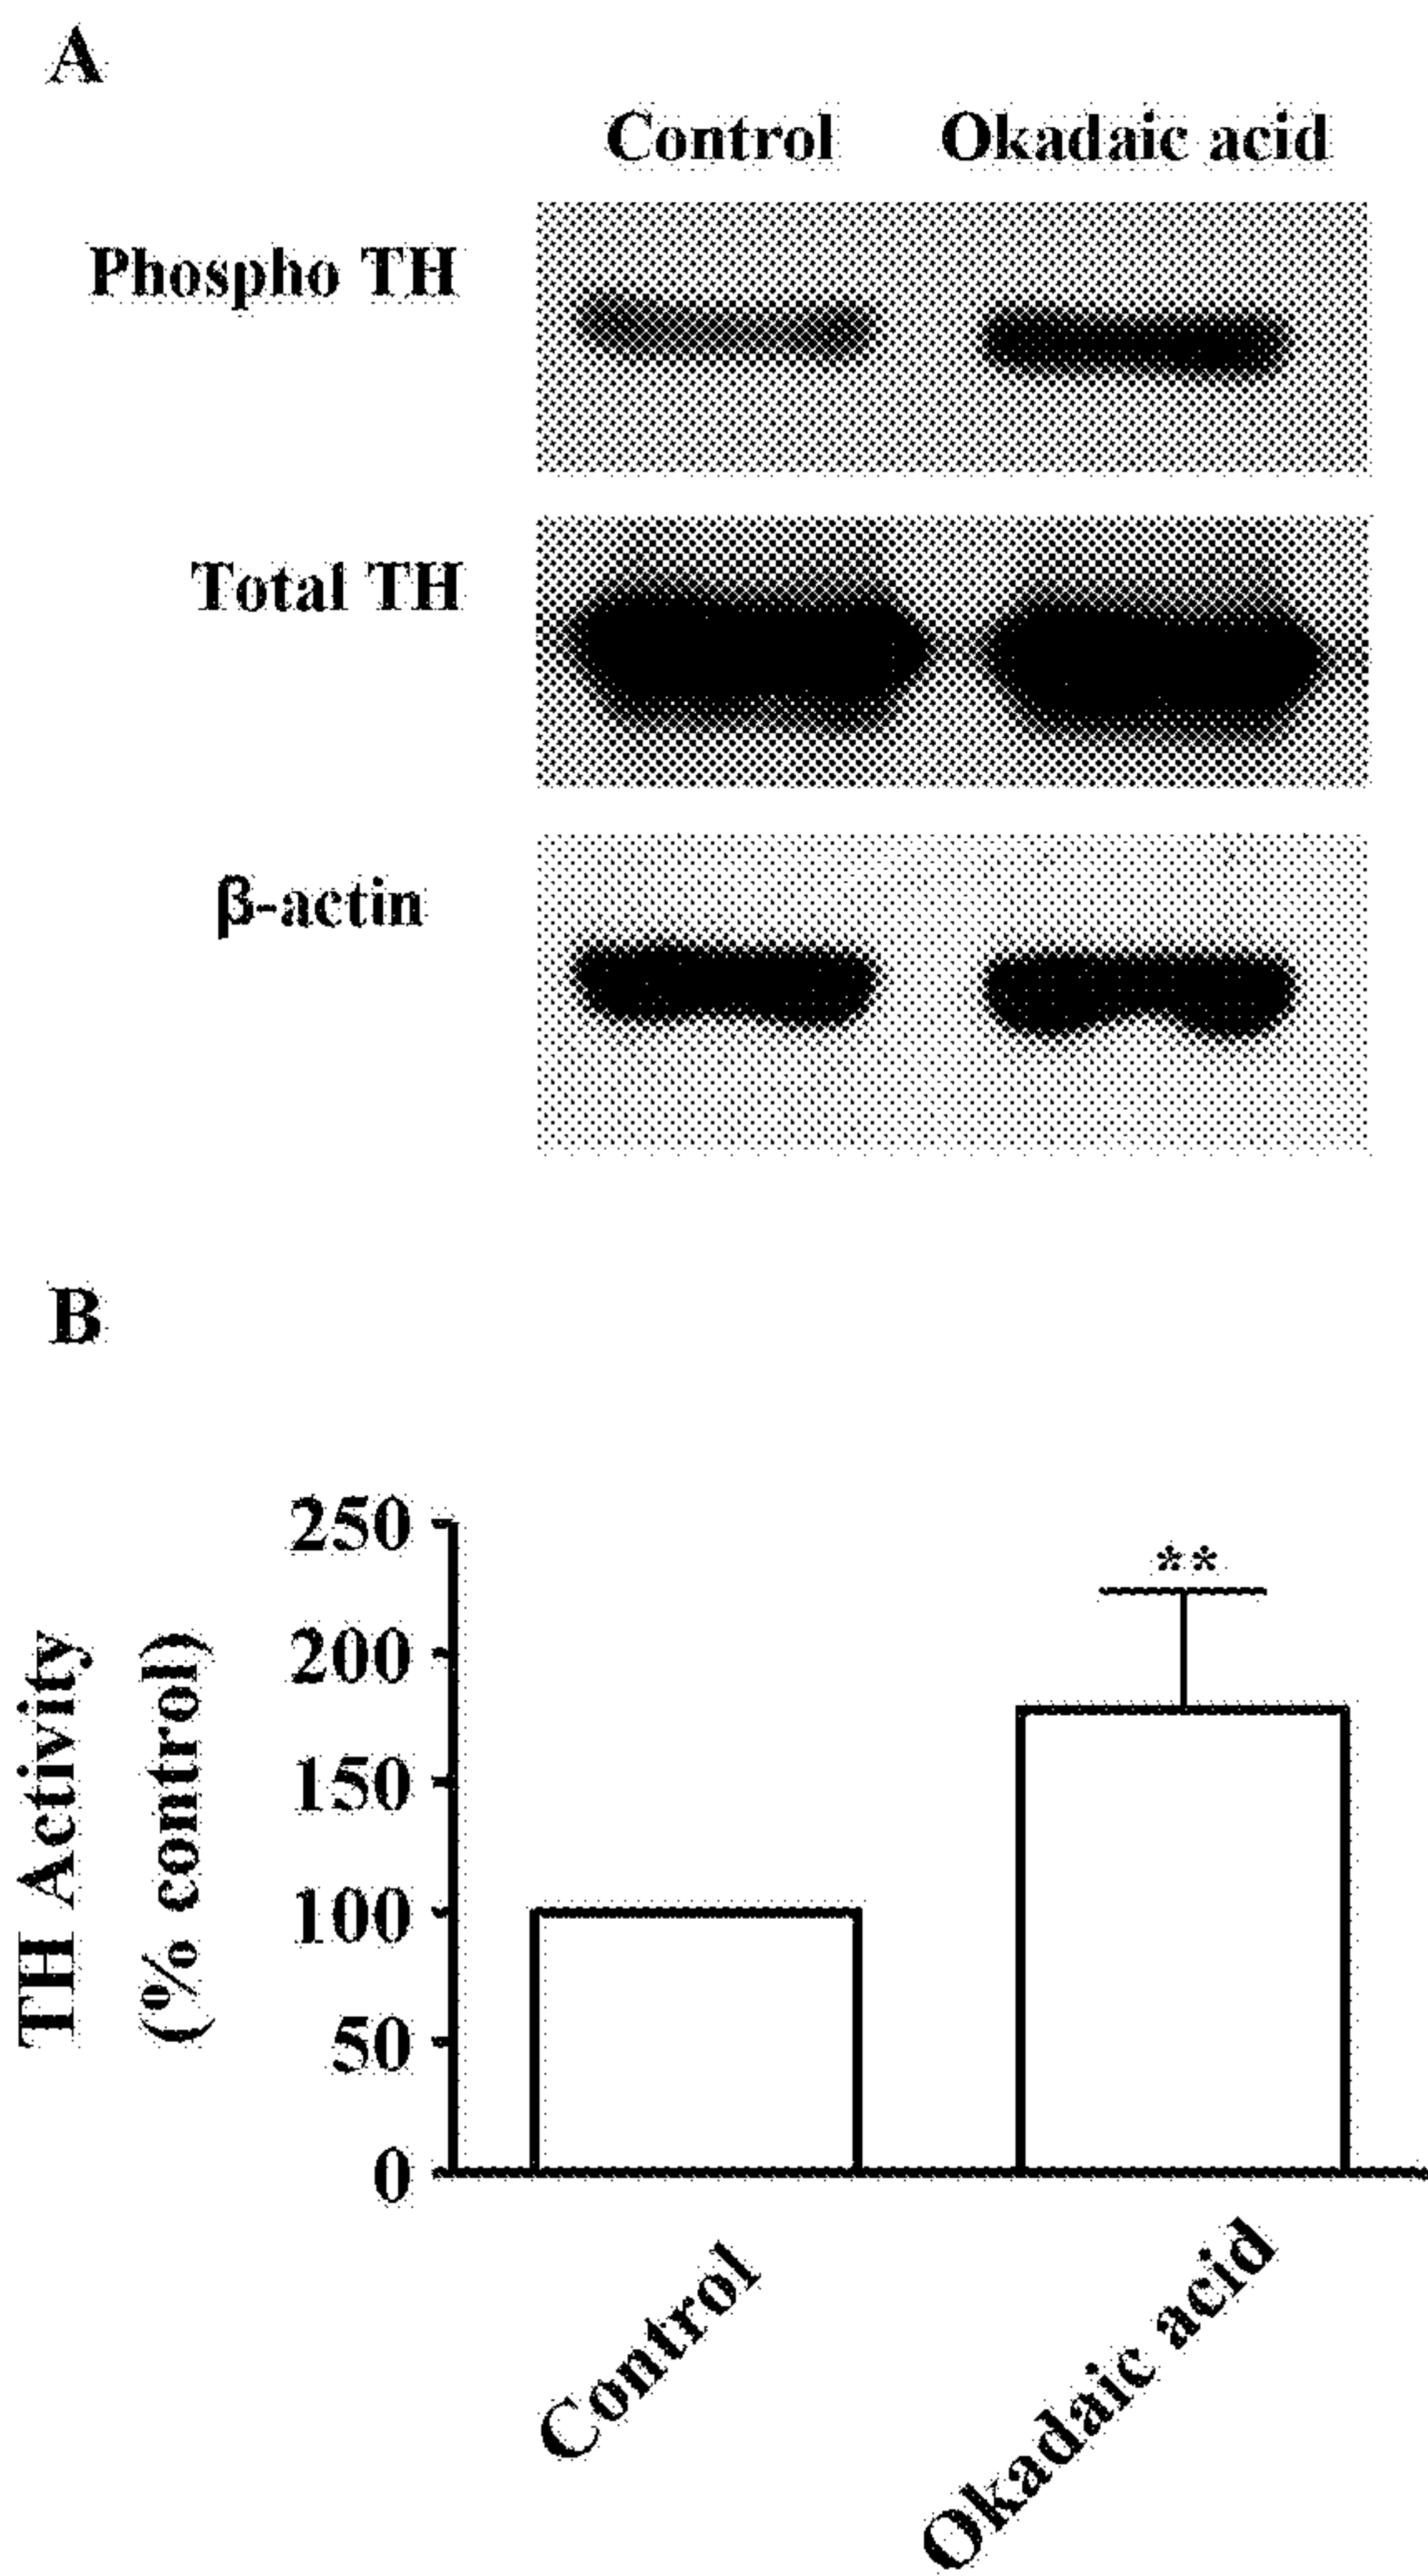 A
Control Okadaic acid
Phospho TH
Total TH
β-actin
B
TH Activity
(% control)
250
**
200
150
100
50
0
Control
Okadaic acid